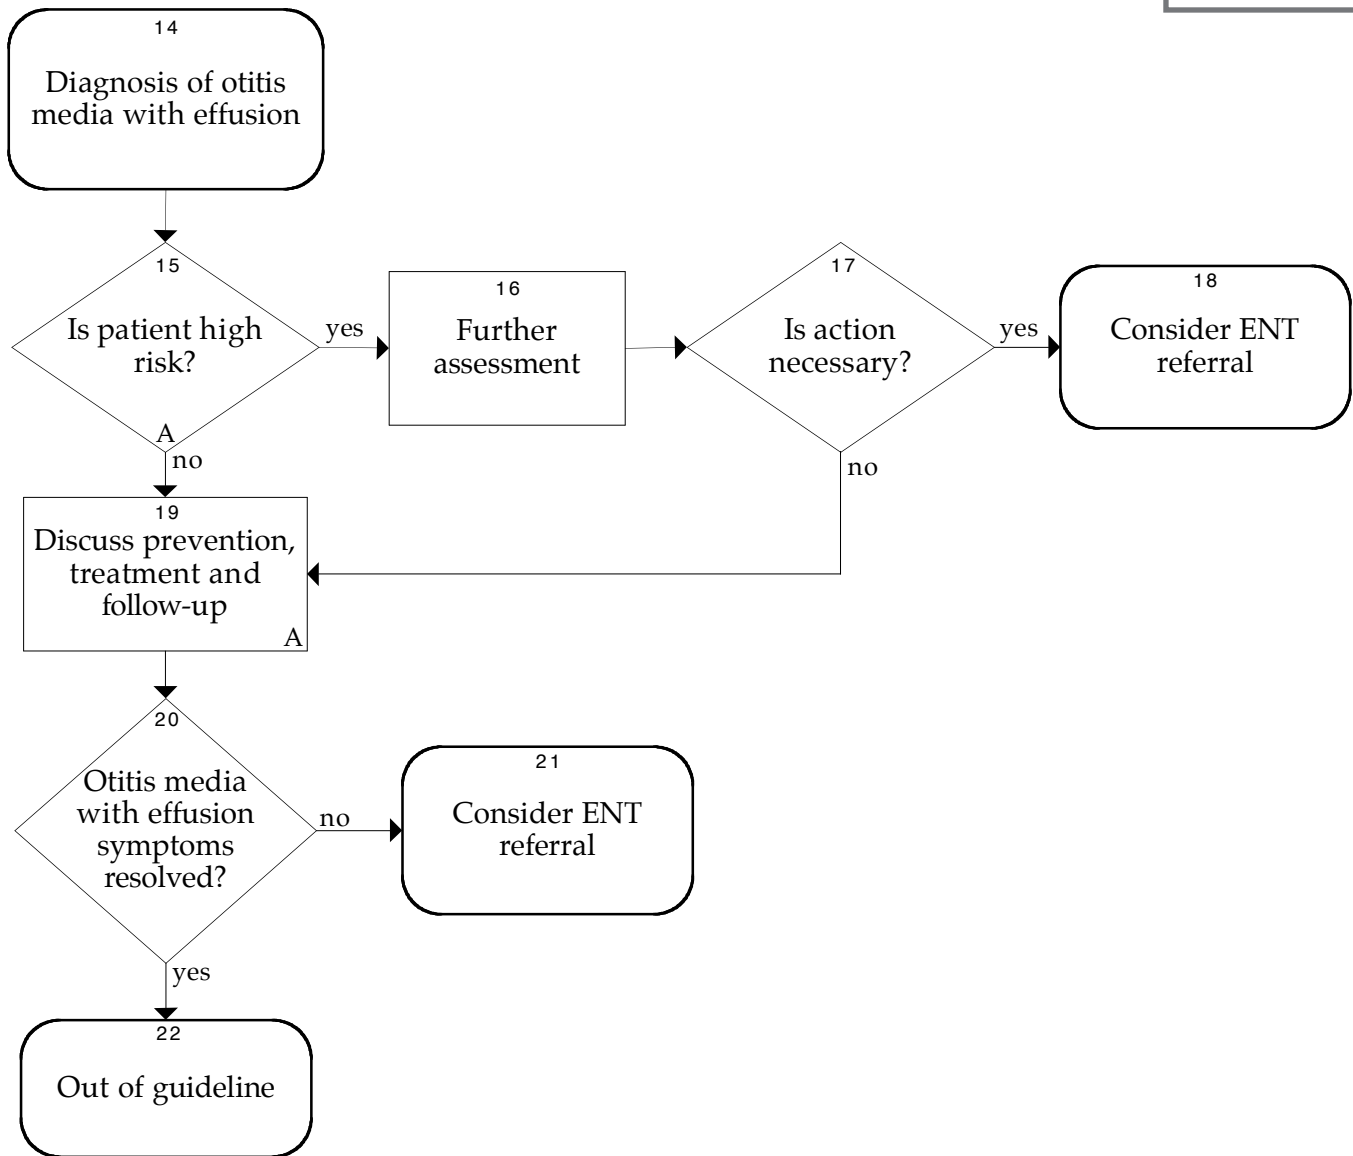 14
Diagnosis of otitis
media with effusion
15
Is patient high
risk?
A
yes
16
Further
assessment
17
Is action
necessary?
yes
18
Consider ENT
referral
no
no
19
Discuss prevention,
treatment and
follow-up
A
20
Otitis media
with effusion
symptoms
resolved?
no
21
Consider ENT
referral
yes
22
Out of guideline